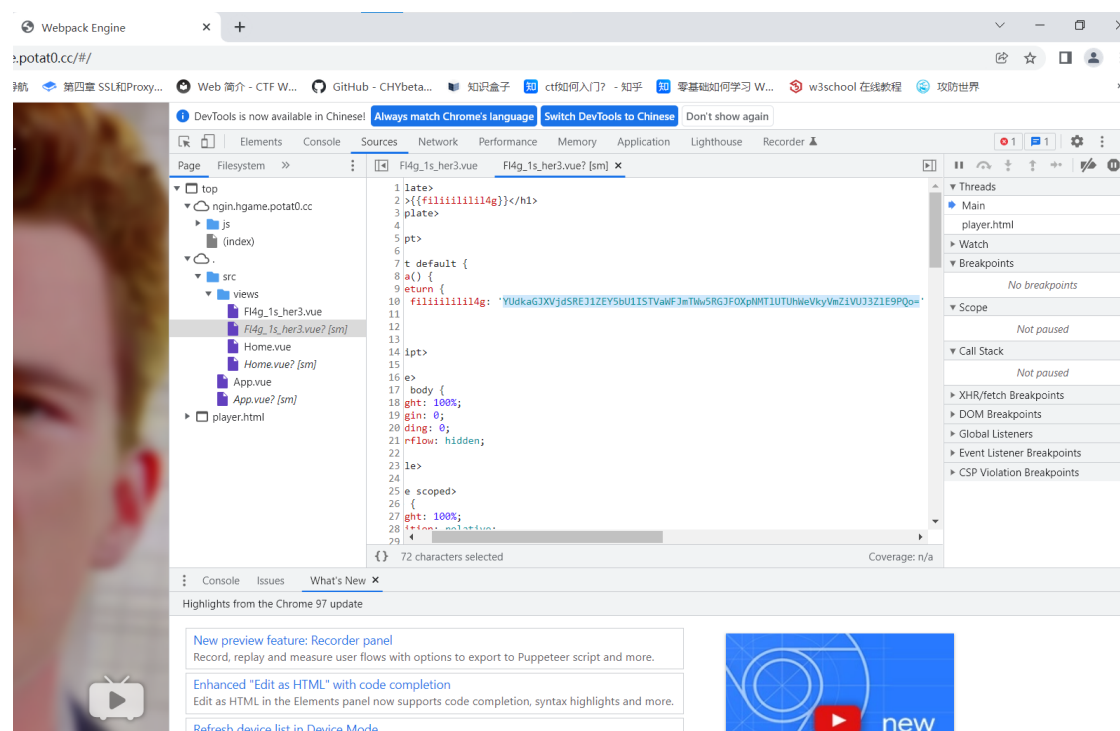 Webpack Engine
e.potat0.cc/#/
导航 第四章 SSL和Proxy... Web 简介 - CTF W... GitHub - CHYbeta... 知识盒子 知 ctf如何入门？ - 知乎 知 零基础如何学习 W... w3school 在线教程 攻防世界
DevTools is now available in Chinese! Always match Chrome's language Switch DevTools to Chinese Don't show again
Elements Console Sources Network Performance Memory Application Lighthouse Recorder 1 1
Page Filesystem » Fl4g_1s_her3.vue Fl4g_1s_her3.vue? [sm]
top
ngin.hgame.potat0.cc
js
(index)
.
src
views
Fl4g_1s_her3.vue
Fl4g_1s_her3.vue? [sm]
Home.vue
Home.vue? [sm]
App.vue
App.vue? [sm]
player.html
1 late>
2 >{{filiiililil4g}}</h1>
3 plate>
4
5 pt>
6
7 t default {
8 a() {
9 eturn {
10 filiiililil4g: '
11
12
13
14 ipt>
15
16 e>
17 body {
18 ght: 100%;
19 gin: 0;
20 ding: 0;
21 rflow: hidden;
22
23 le>
24
25 e scoped>
26 {
27 ght: 100%;
28 ition: relative;
29
{} 72 characters selected Coverage: n/a
Threads
Main
player.html
Watch
Breakpoints
No breakpoints
Scope
Not paused
Call Stack
Not paused
XHR/fetch Breakpoints
DOM Breakpoints
Global Listeners
Event Listener Breakpoints
CSP Violation Breakpoints
Console Issues What's New
Highlights from the Chrome 97 update
New preview feature: Recorder panel
Record, replay and measure user flows with options to export to Puppeteer script and more.
Enhanced "Edit as HTML" with code completion
Edit as HTML in the Elements panel now supports code completion, syntax highlights and more.
Refresh device list in Device Mode
new